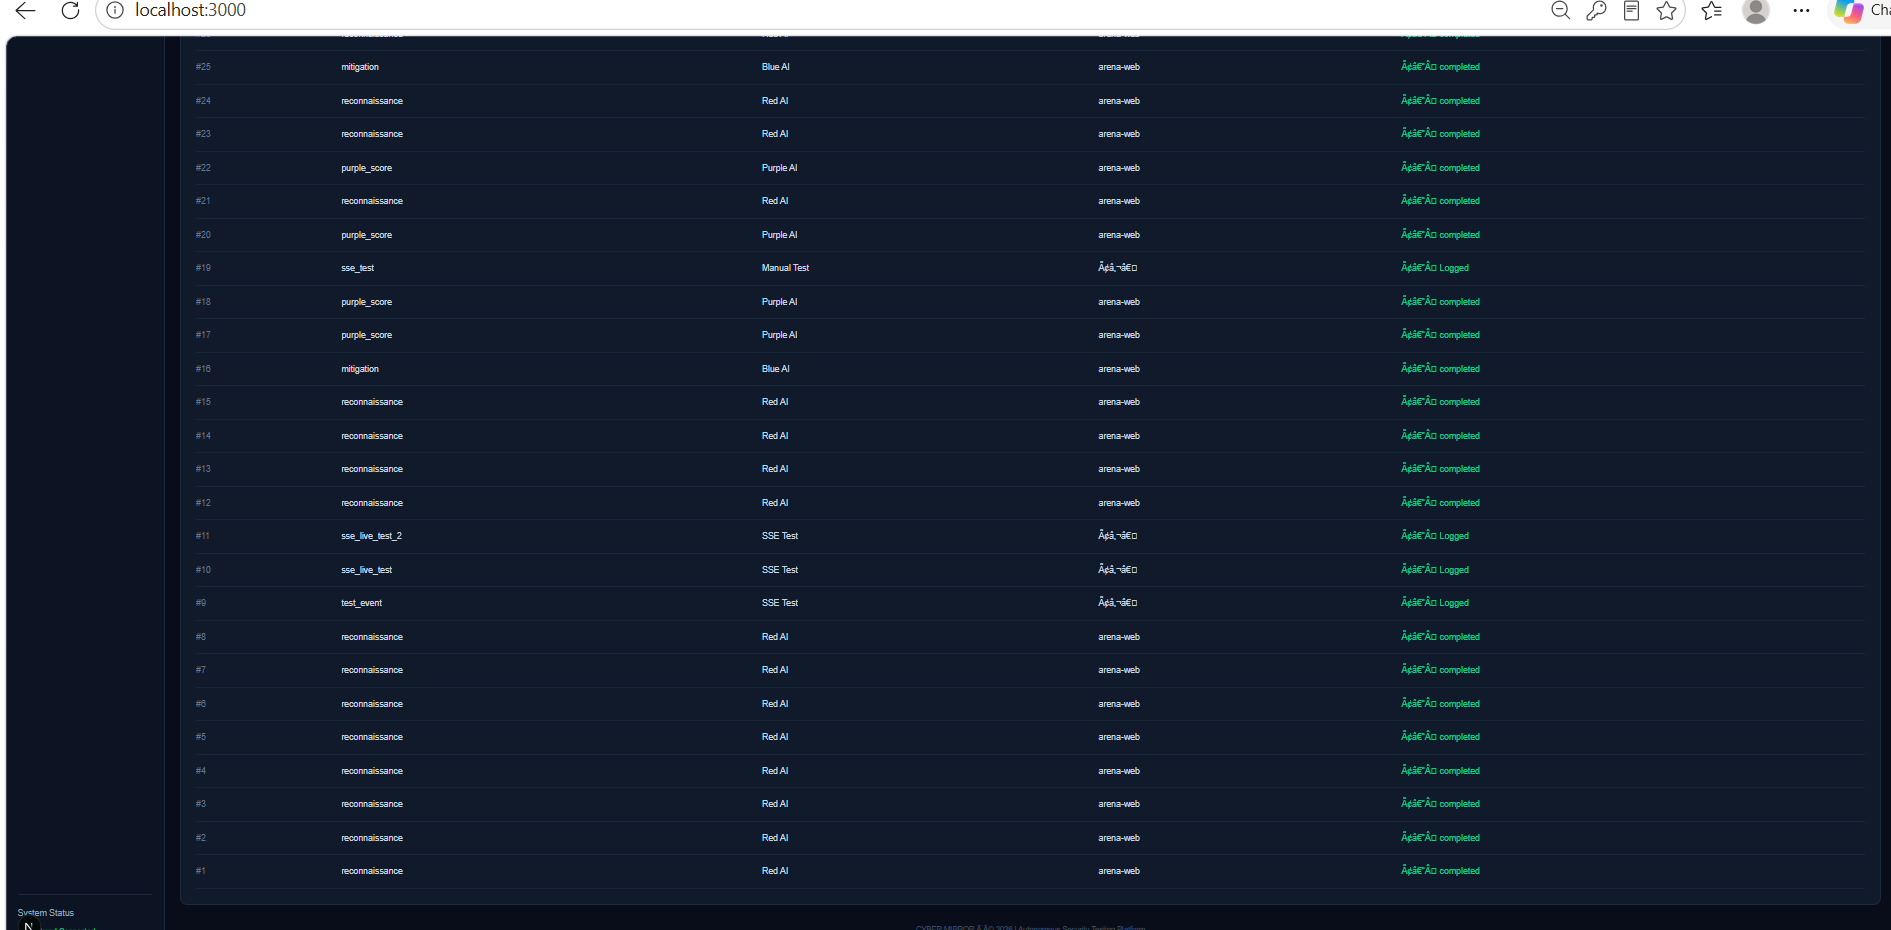 localhost:3000
#25 mitigation Blue AI arena-web Ã¢â€”Â completed
#24 reconnaissance Red AI arena-web Ã¢â€”Â completed
#23 reconnaissance Red AI arena-web Ã¢â€”Â completed
#22 purple_score Purple AI arena-web Ã¢â€”Â completed
#21 reconnaissance Red AI arena-web Ã¢â€”Â completed
#20 purple_score Purple AI arena-web Ã¢â€”Â completed
#19 sse_test Manual Test Ã¢â‚¬â€ Ã¢â€”Â Logged
#18 purple_score Purple AI arena-web Ã¢â€”Â completed
#17 purple_score Purple AI arena-web Ã¢â€”Â completed
#16 mitigation Blue AI arena-web Ã¢â€”Â completed
#15 reconnaissance Red AI arena-web Ã¢â€”Â completed
#14 reconnaissance Red AI arena-web Ã¢â€”Â completed
#13 reconnaissance Red AI arena-web Ã¢â€”Â completed
#12 reconnaissance Red AI arena-web Ã¢â€”Â completed
#11 sse_live_test_2 SSE Test Ã¢â‚¬â€ Ã¢â€”Â Logged
#10 sse_live_test SSE Test Ã¢â‚¬â€ Ã¢â€”Â Logged
#9 test_event SSE Test Ã¢â‚¬â€ Ã¢â€”Â Logged
#8 reconnaissance Red AI arena-web Ã¢â€”Â completed
#7 reconnaissance Red AI arena-web Ã¢â€”Â completed
#6 reconnaissance Red AI arena-web Ã¢â€”Â completed
#5 reconnaissance Red AI arena-web Ã¢â€”Â completed
#4 reconnaissance Red AI arena-web Ã¢â€”Â completed
#3 reconnaissance Red AI arena-web Ã¢â€”Â completed
#2 reconnaissance Red AI arena-web Ã¢â€”Â completed
#1 reconnaissance Red AI arena-web Ã¢â€”Â completed
System Status
N